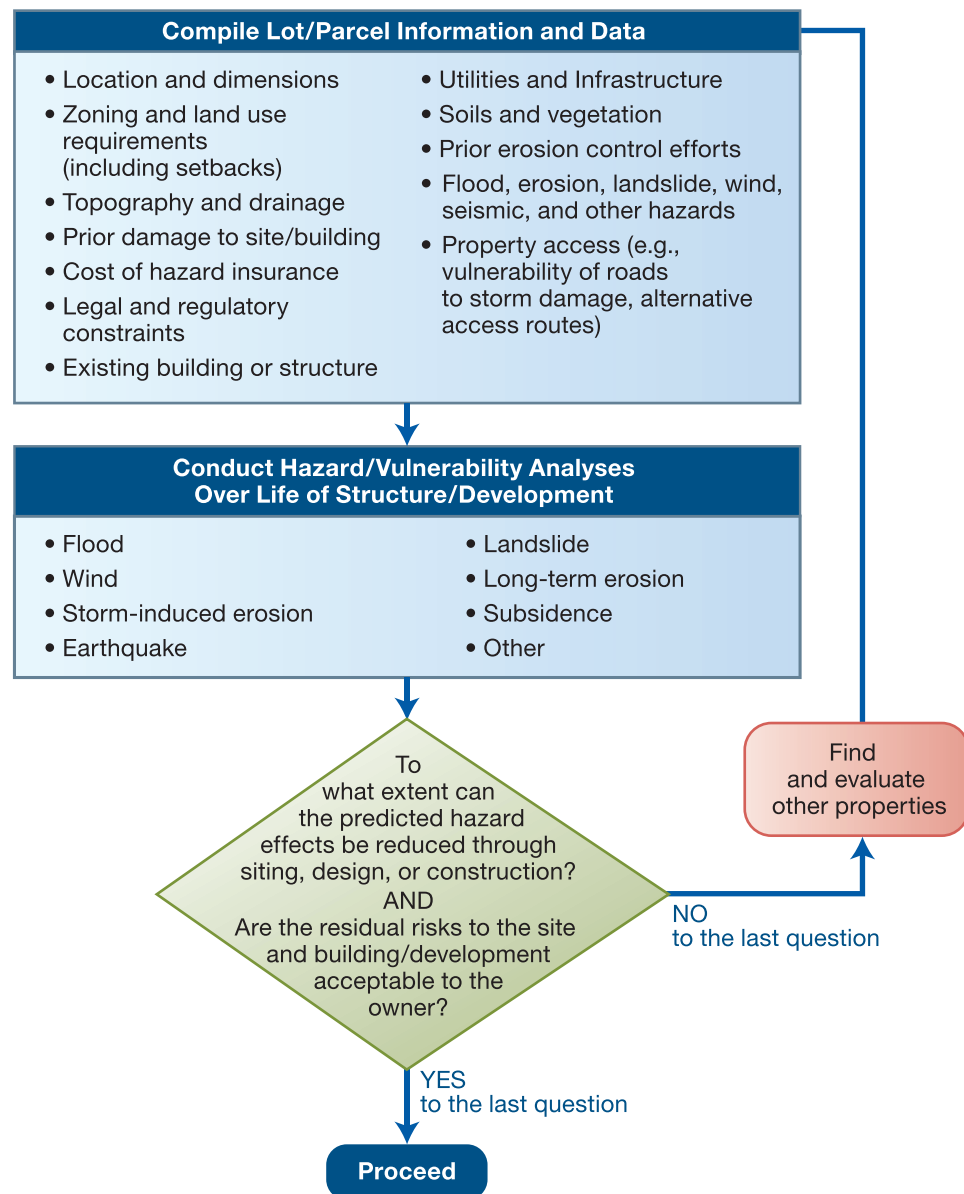 Compile Lot/Parcel Information and Data
• Location and dimensions
• Zoning and land use
requirements
(including setbacks)
• Topography and drainage
• Prior damage to site/building
• Cost of hazard insurance
• Legal and regulatory
constraints
• Existing building or structure
• Utilities and Infrastructure
• Soils and vegetation
• Prior erosion control efforts
• Flood, erosion, landslide, wind,
seismic, and other hazards
• Property access (e.g.,
vulnerability of roads
to storm damage, alternative
access routes)
Conduct Hazard/Vulnerability Analyses
Over Life of Structure/Development
• Flood
• Wind
• Storm-induced erosion
• Earthquake
• Landslide
• Long-term erosion
• Subsidence
• Other
To
what extent can
the predicted hazard
effects be reduced through
siting, design, or construction?
AND
Are the residual risks to the site
and building/development
acceptable to the
owner?
NO
to the last question
Find
and evaluate
other properties
YES
to the last question
Proceed